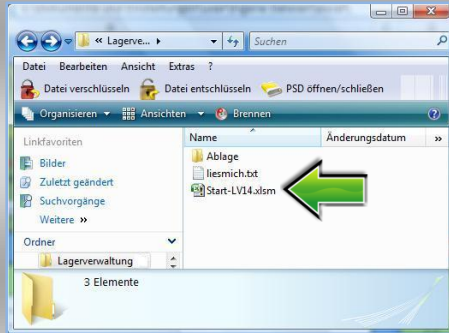 « Lagerve... ▸
Suchen
Datei Bearbeiten Ansicht Extras ?
Datei verschlüsseln Datei entschlüsseln PSD öffnen/schließen
Organisieren Ansichten Brennen
Linkfavoriten
Bilder
Zuletzt geändert
Suchvorgänge
Weitere »
Ordner
Lagerverwaltung
Name Änderungsdatum »
Ablage
liesmich.txt
Start-LV14.xlsm
3 Elemente